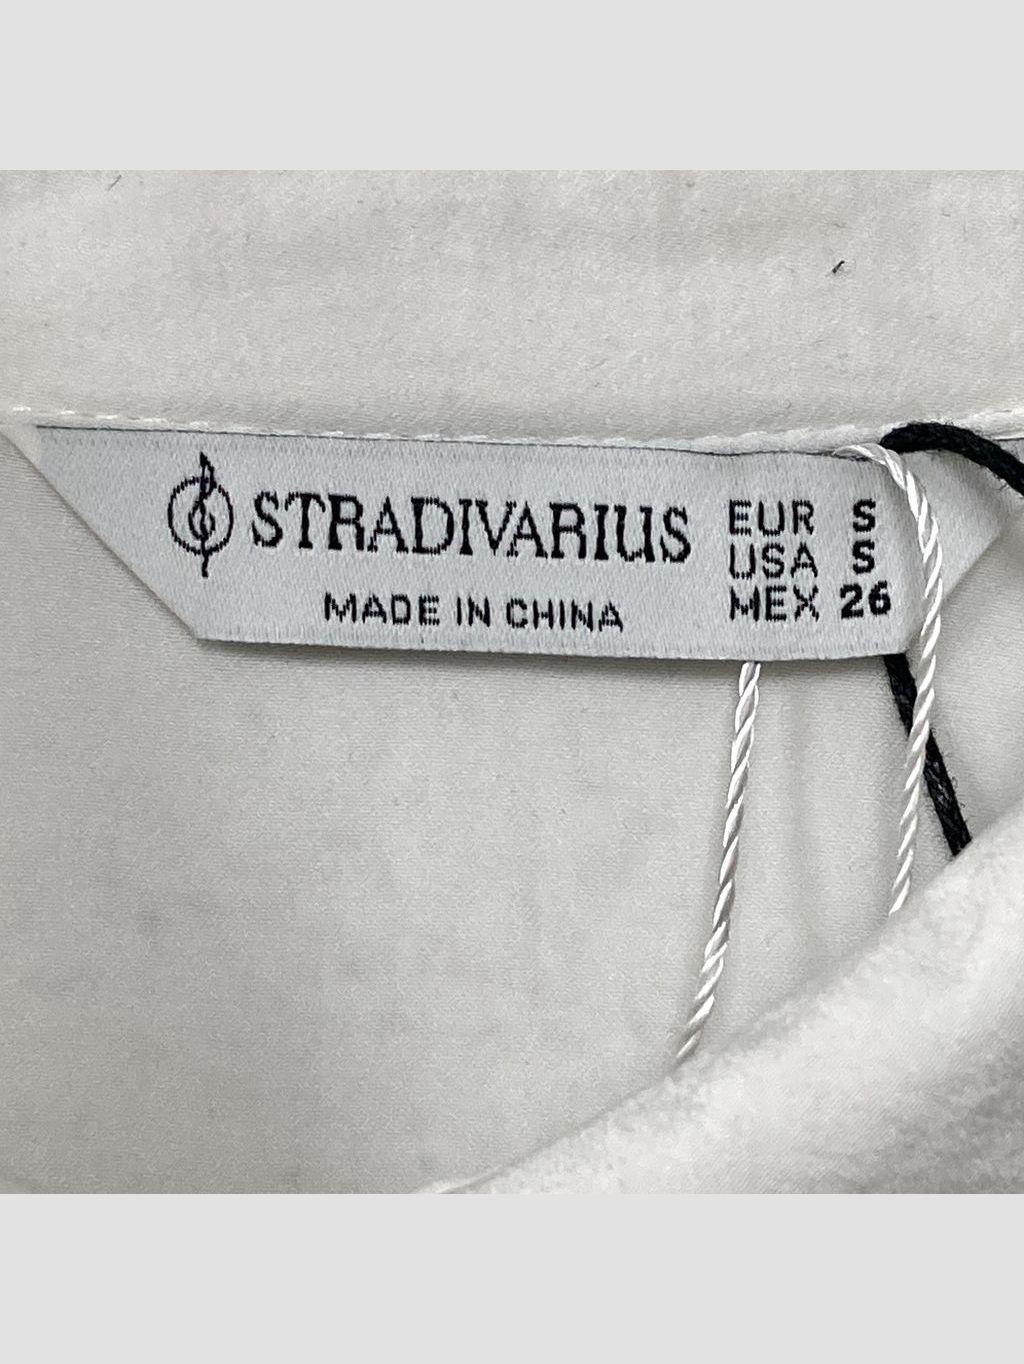 STRADIVARIUS
MADE IN CHINA
EUR S
USA S
MEX 26